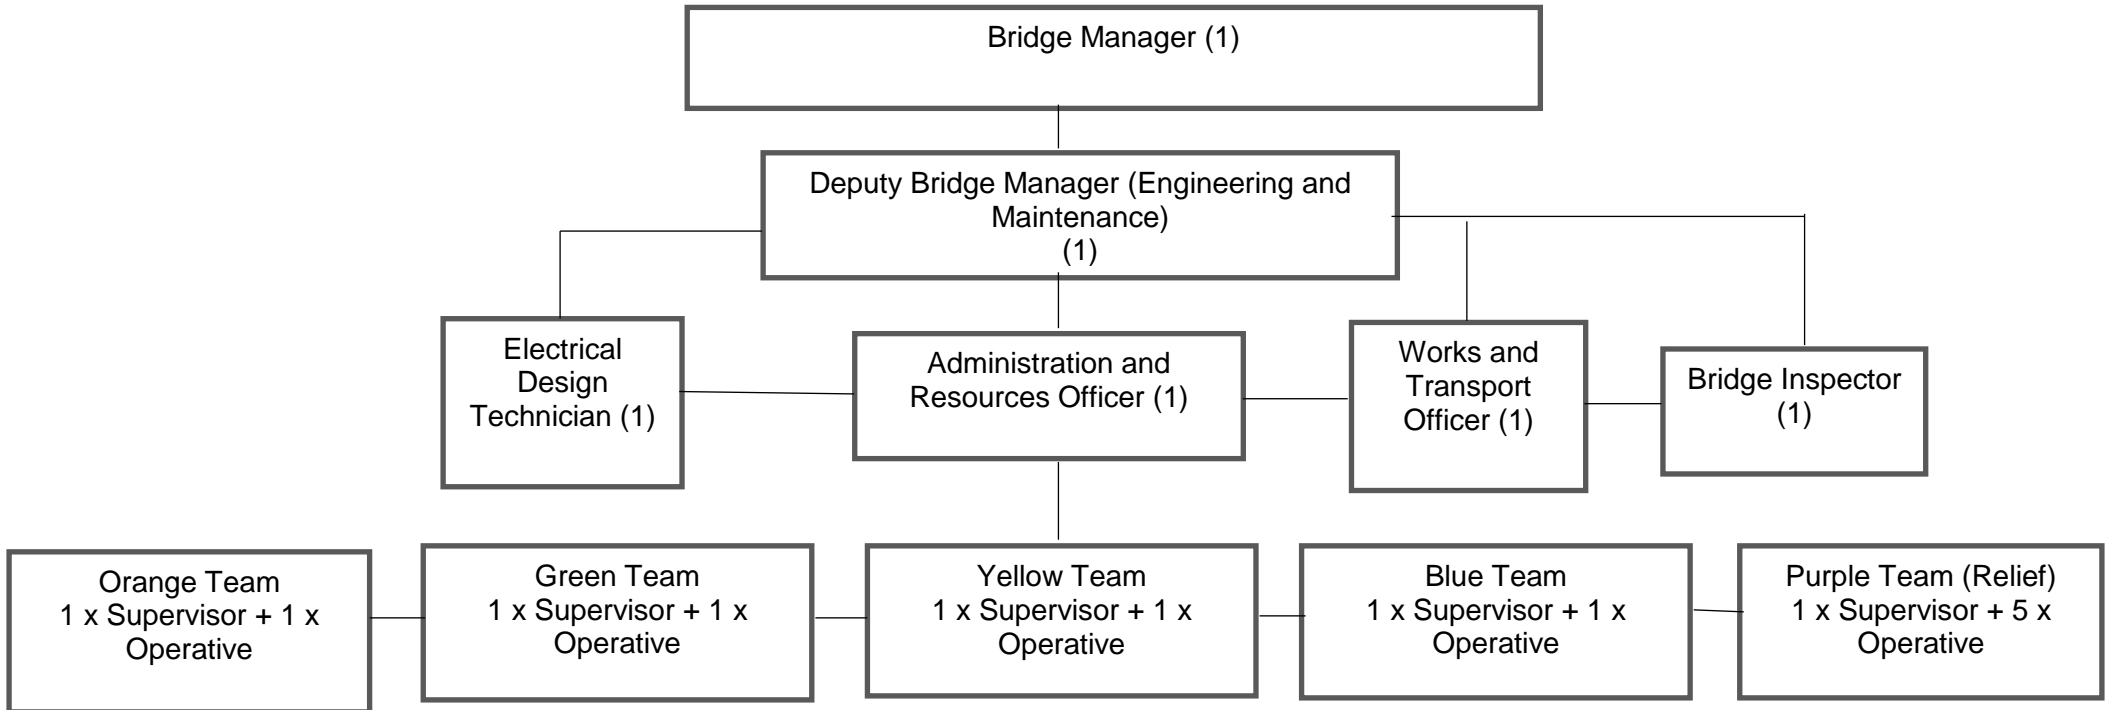 Bridge Manager (1)
Deputy Bridge Manager (Engineering and
Maintenance)
(1)
Electrical
Design
Technician (1)
Administration and
Resources Officer (1)
Works and
Transport
Officer (1)
Bridge Inspector
(1)
Orange Team
1 x Supervisor + 1 x
Operative
Green Team
1 x Supervisor + 1 x
Operative
Yellow Team
1 x Supervisor + 1 x
Operative
Blue Team
1 x Supervisor + 1 x
Operative
Purple Team (Relief)
1 x Supervisor + 5 x
Operative